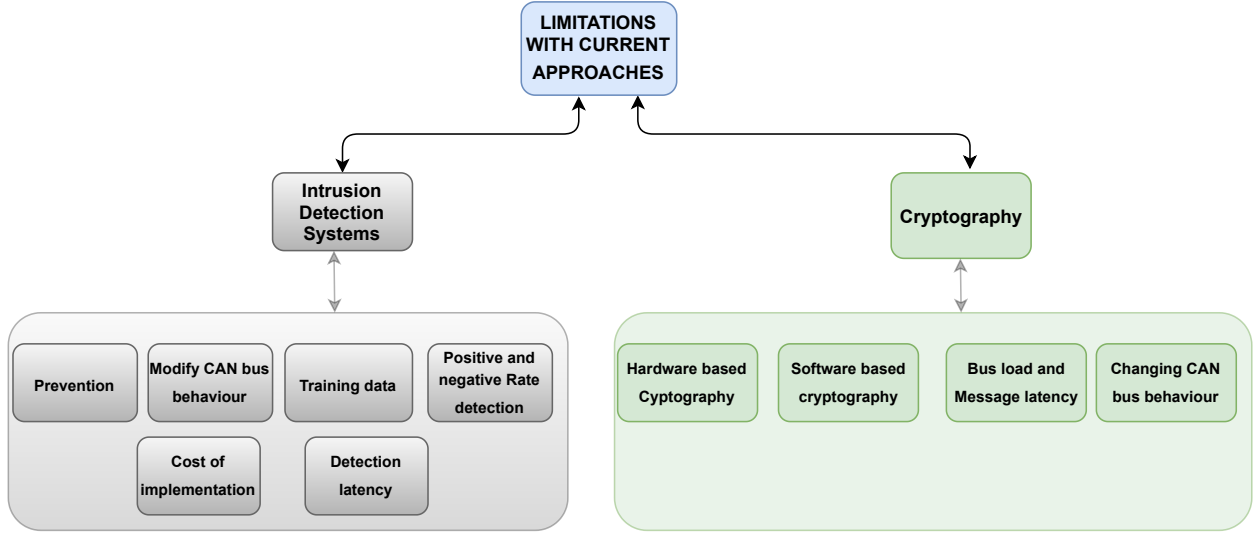 LIMITATIONS
WITH CURRENT
APPROACHES
Intrusion
Detection
Systems
Cryptography
Prevention
Modify CAN bus
behaviour
Training data
Positive and
negative Rate
detection
Cost of
implementation
Detection
latency
Hardware based
Cyptography
Software based
cryptography
Bus load and
Message latency
Changing CAN
bus behaviour